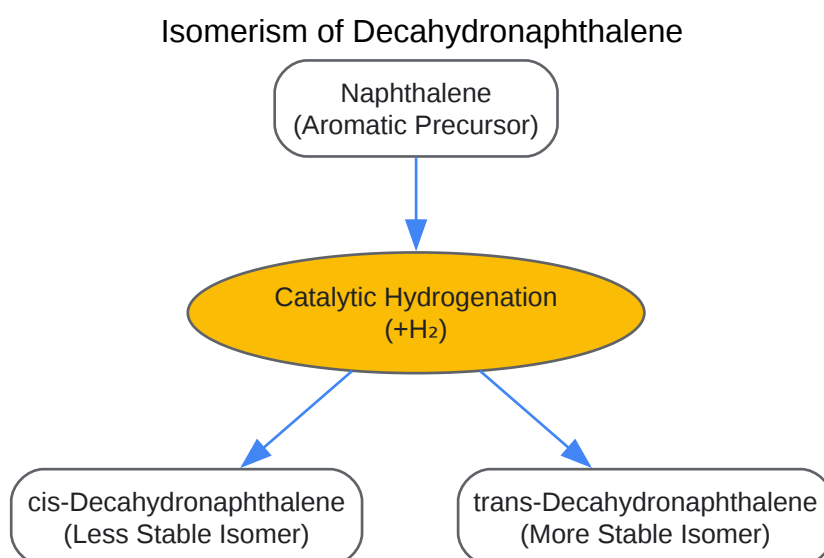 Isomerism of Decahydronaphthalene
Naphthalene
(Aromatic Precursor)
Catalytic Hydrogenation
(+H₂)
cis-Decahydronaphthalene
(Less Stable Isomer)
trans-Decahydronaphthalene
(More Stable Isomer)